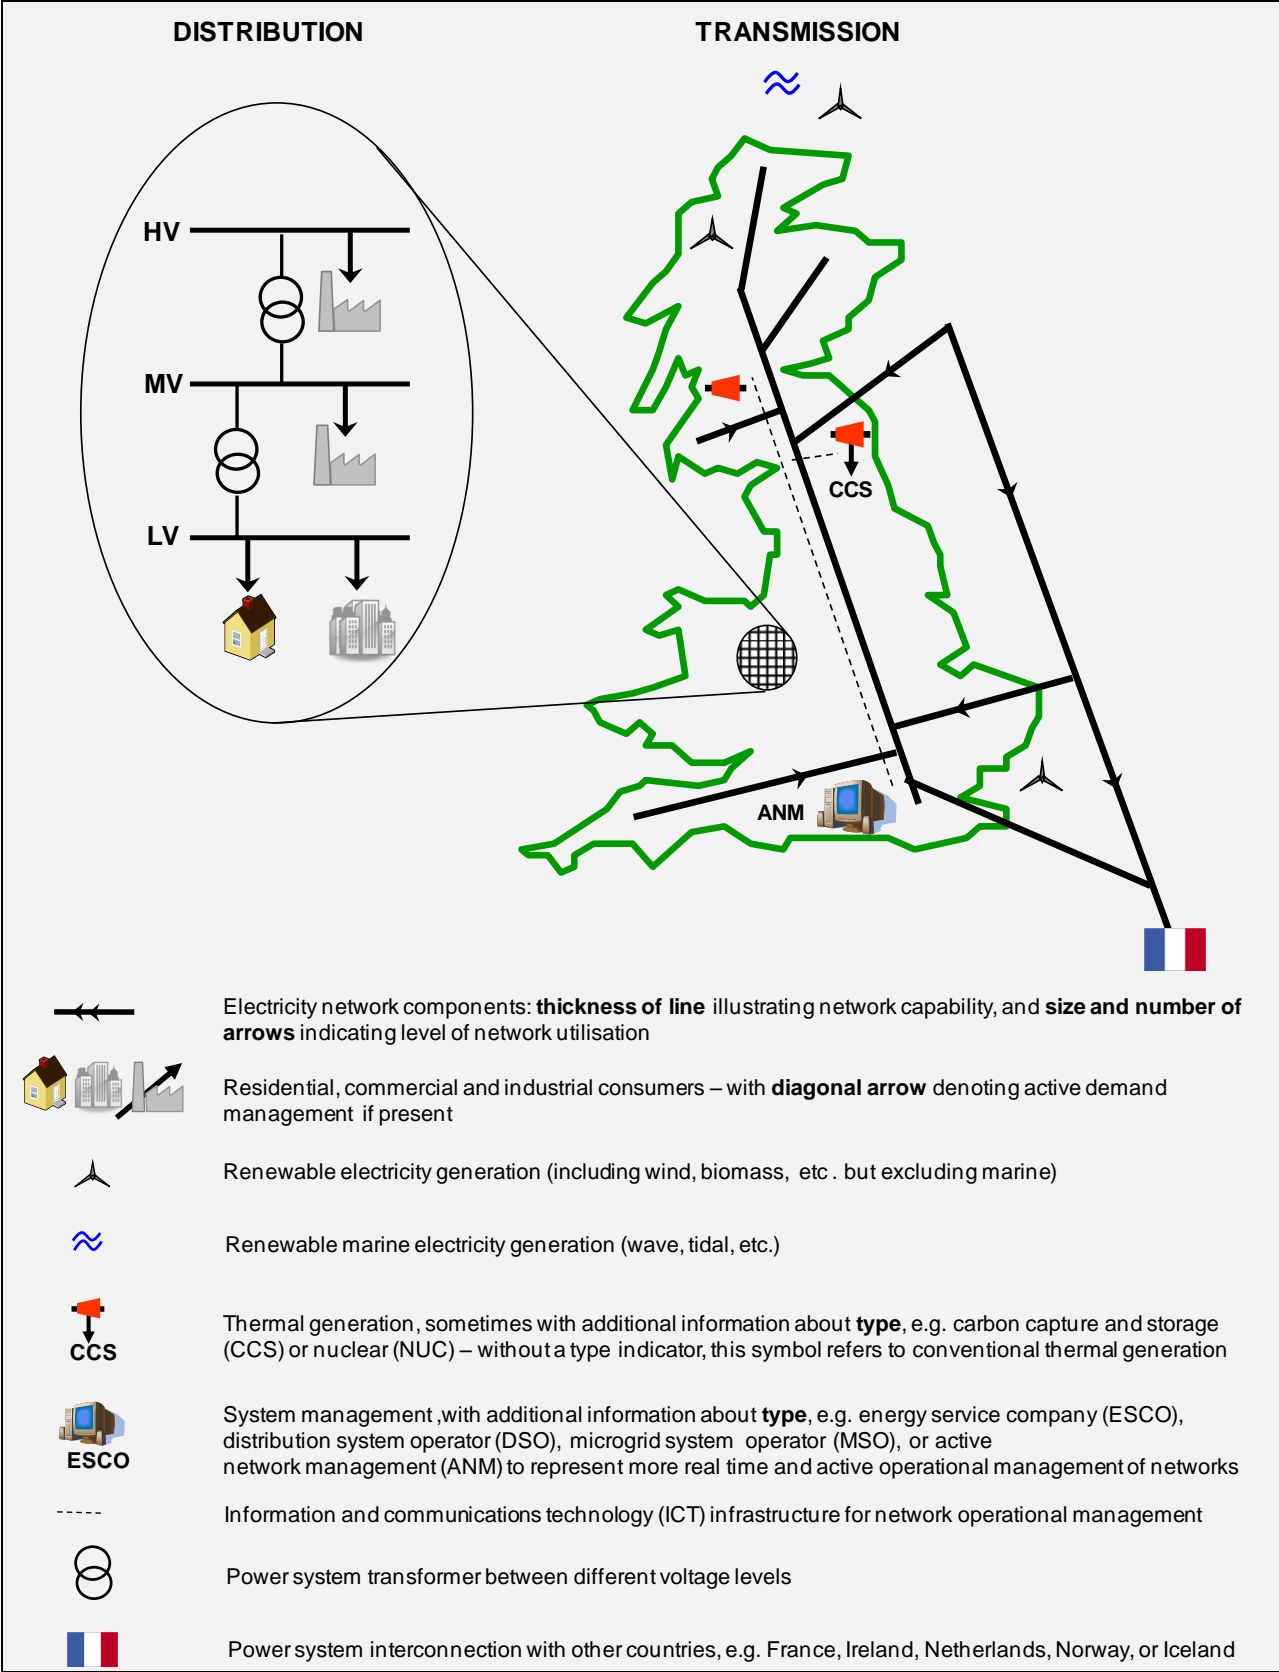 DISTRIBUTION
TRANSMISSION
HV
MV
LV
CCS
ANM
Electricity network components: thickness of line illustrating network capability, and size and number of
arrows indicating level of network utilisation
Residential, commercial and industrial consumers – with diagonal arrow denoting active demand
management if present
Renewable electricity generation (including wind, biomass, etc . but excluding marine)
Renewable marine electricity generation (wave, tidal, etc.)
CCS
Thermal generation, sometimes with additional information about type, e.g. carbon capture and storage
(CCS) or nuclear (NUC) – without a type indicator, this symbol refers to conventional thermal generation
ESCO
System management ,with additional information about type, e.g. energy service company (ESCO),
distribution system operator (DSO), microgrid system operator (MSO), or active
network management (ANM) to represent more real time and active operational management of networks
Information and communications technology (ICT) infrastructure for network operational management
Power system transformer between different voltage levels
Power system interconnection with other countries, e.g. France, Ireland, Netherlands, Norway, or Iceland